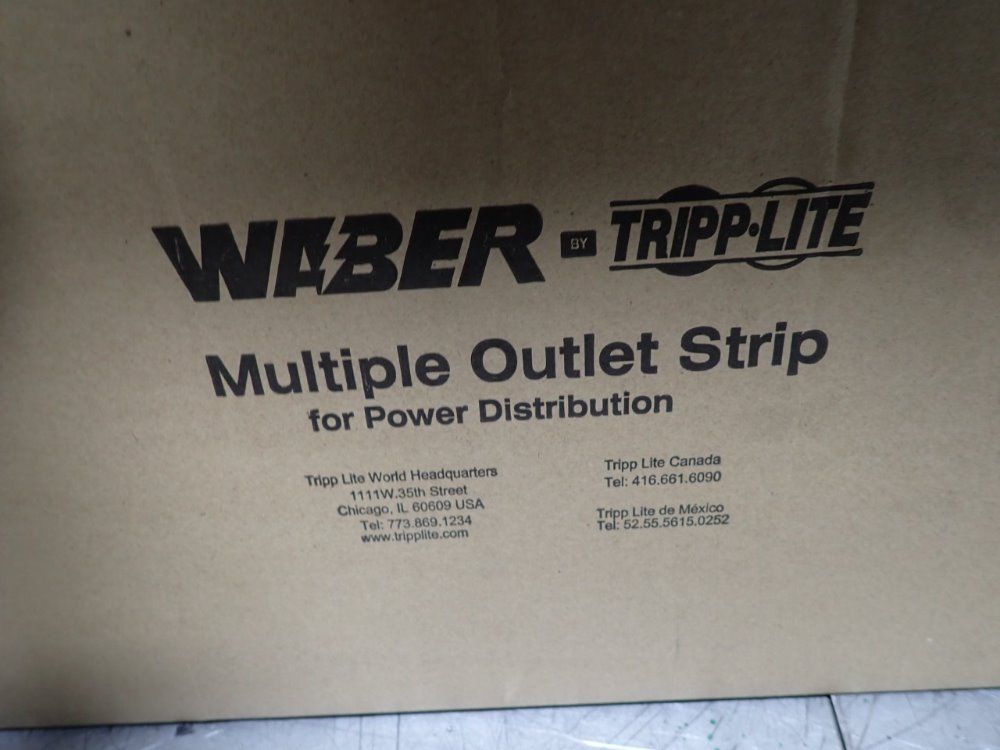 WABER BY TRIPP·LITE
Multiple Outlet Strip
for Power Distribution
Tripp Lite World Headquarters
1111W.35th Street
Chicago, IL 60609 USA
Tel: 773.869.1234
www.tripplite.com
Tripp Lite Canada
Tel: 416.661.6090
Tripp Lite de México
Tel: 52.55.5615.0252